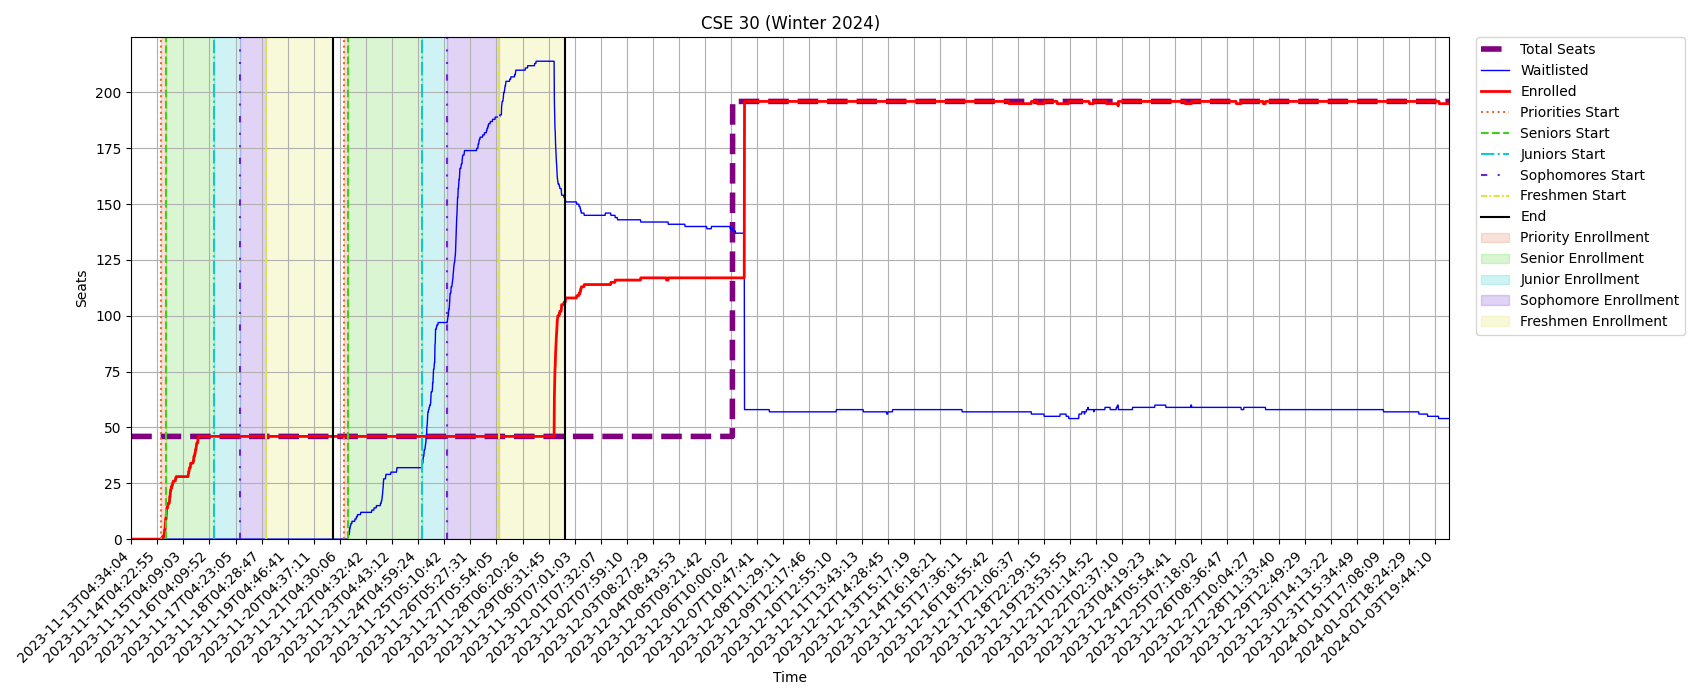 CSE 30 (Winter 2024)
Total Seats
Waitlisted
Enrolled
Priorities Start
Seniors Start
Juniors Start
Sophomores Start
Freshmen Start
End
Priority Enrollment
Senior Enrollment
Junior Enrollment
Sophomore Enrollment
Freshmen Enrollment
Seats
200
175
150
125
100
75
50
25
0
2023-11-13T04:34:04
2023-11-14T04:22:55
2023-11-15T04:09:03
2023-11-16T04:09:52
2023-11-17T04:23:05
2023-11-18T04:28:47
2023-11-19T04:46:41
2023-11-20T04:37:11
2023-11-21T04:30:06
2023-11-22T04:32:42
2023-11-23T04:43:12
2023-11-24T04:59:24
2023-11-25T05:10:42
2023-11-26T05:27:31
2023-11-27T05:54:05
2023-11-28T06:20:26
2023-11-29T06:31:45
2023-11-30T07:01:03
2023-12-01T07:32:07
2023-12-02T07:59:10
2023-12-03T08:27:29
2023-12-04T08:43:53
2023-12-05T09:21:42
2023-12-06T10:00:02
2023-12-07T10:47:41
2023-12-08T11:29:11
2023-12-09T12:17:46
2023-12-10T12:55:10
2023-12-11T13:43:13
2023-12-12T14:28:45
2023-12-13T15:17:19
2023-12-14T16:18:21
2023-12-15T17:36:11
2023-12-16T18:55:42
2023-12-17T21:06:37
2023-12-18T22:29:15
2023-12-19T23:53:55
2023-12-21T01:14:52
2023-12-22T02:37:10
2023-12-23T04:19:23
2023-12-24T05:54:41
2023-12-25T07:18:02
2023-12-26T08:36:47
2023-12-27T10:04:27
2023-12-28T11:33:40
2023-12-29T12:49:29
2023-12-30T14:13:22
2023-12-31T15:34:49
2024-01-01T17:08:09
2024-01-02T18:24:29
2024-01-03T19:44:10
Time